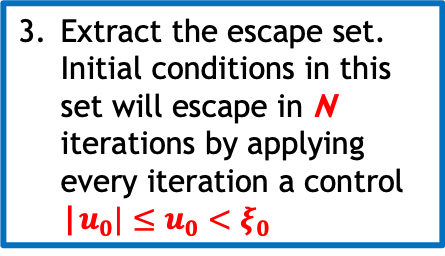 3. Extract the escape set.
Initial conditions in this
set will escape in N
iterations by applying
every iteration a control
|u₀| ≤ u₀ < ξ₀